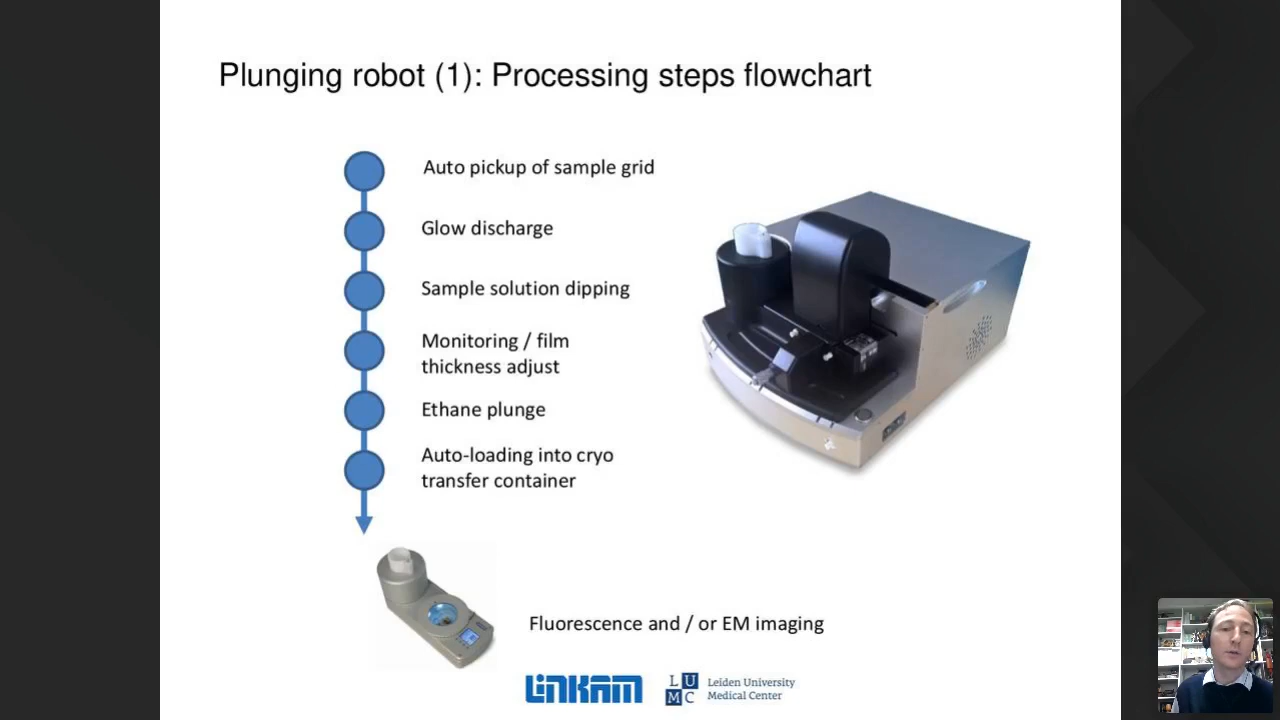 Plunging robot (1): Processing steps flowchart
Auto pickup of sample grid
Glow discharge
Sample solution dipping
Monitoring / film
thickness adjust
Ethane plunge
Auto-loading into cryo
transfer container
Fluorescence and / or EM imaging
LINKAM
LU
MC
Leiden University
Medical Center